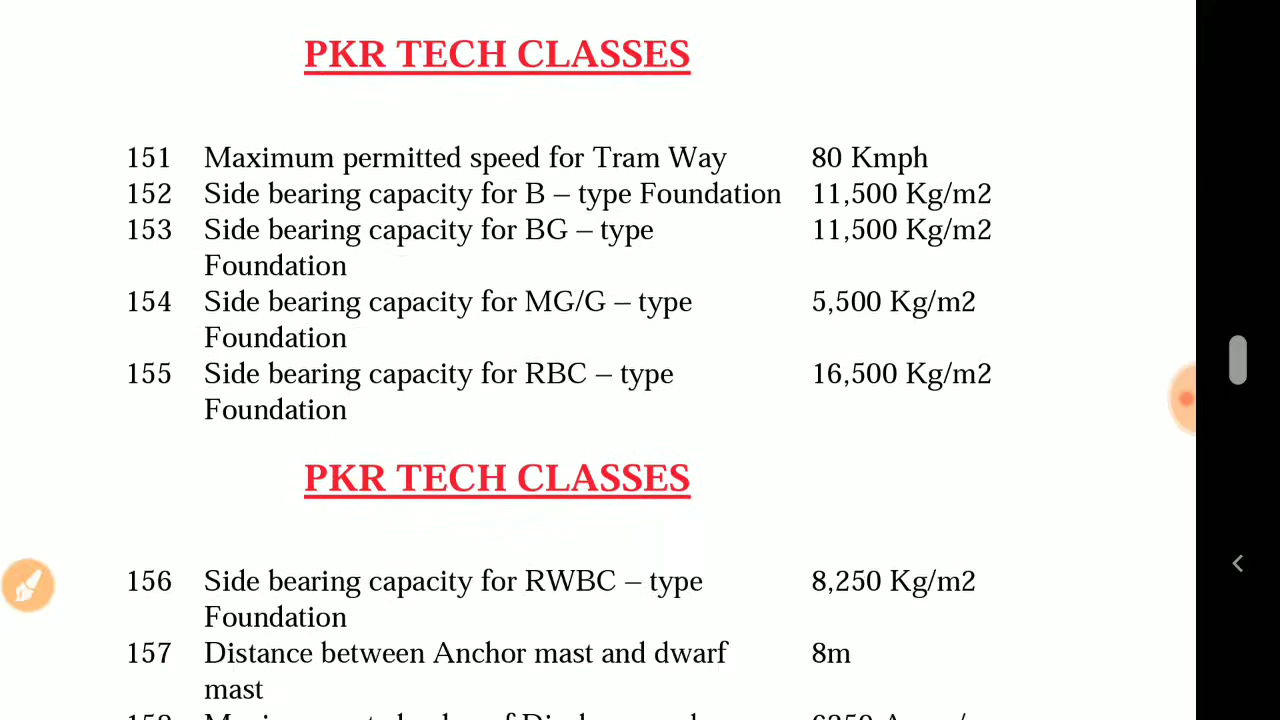 PKR TECH CLASSES
151 Maximum permitted speed for Tram Way 80 Kmph
152 Side bearing capacity for B – type Foundation 11,500 Kg/m2
153 Side bearing capacity for BG – type 11,500 Kg/m2
Foundation
154 Side bearing capacity for MG/G – type 5,500 Kg/m2
Foundation
155 Side bearing capacity for RBC – type 16,500 Kg/m2
Foundation
PKR TECH CLASSES
156 Side bearing capacity for RWBC – type 8,250 Kg/m2
Foundation
157 Distance between Anchor mast and dwarf 8m
mast